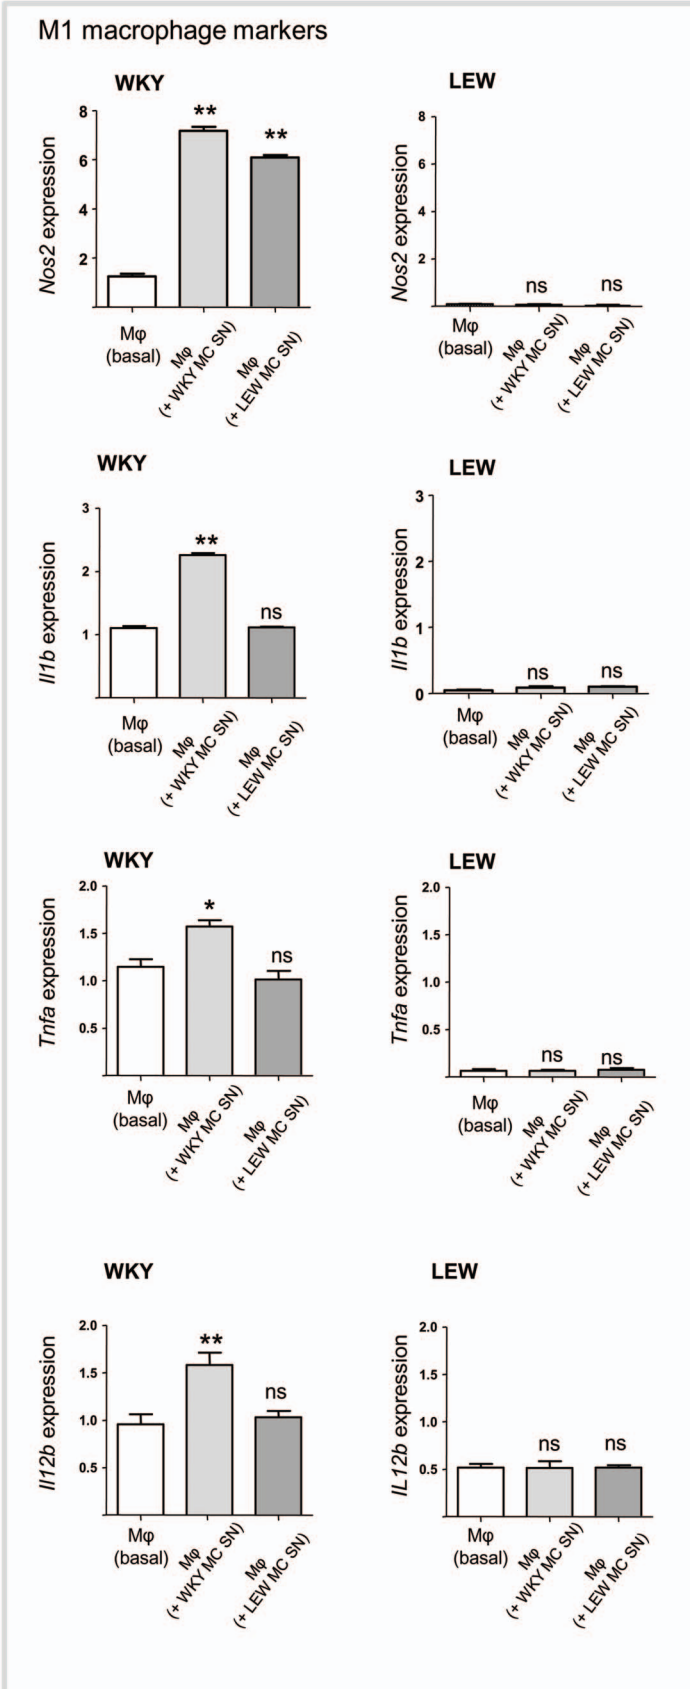 M1 macrophage markers
WKY
Nos2 expression
8
6
4
2
**
**
Mφ
(basal)
Mφ
(+ WKY MC SN)
Mφ
(+ LEW MC SN)
LEW
Nos2 expression
8
6
4
2
ns
ns
Mφ
(basal)
Mφ
(+ WKY MC SN)
Mφ
(+ LEW MC SN)
WKY
Il1b expression
3
2
1
**
ns
Mφ
(basal)
Mφ
(+ WKY MC SN)
Mφ
(+ LEW MC SN)
LEW
Il1b expression
3
2
1
0
ns
ns
Mφ
(basal)
Mφ
(+ WKY MC SN)
Mφ
(+ LEW MC SN)
WKY
Tnfa expression
2.0
1.5
1.0
0.5
*
ns
Mφ
(basal)
Mφ
(+ WKY MC SN)
Mφ
(+ LEW MC SN)
LEW
Tnfa expression
2.0
1.5
1.0
0.5
ns
ns
Mφ
(basal)
Mφ
(+ WKY MC SN)
Mφ
(+ LEW MC SN)
WKY
Il12b expression
2.0
1.5
1.0
0.5
**
ns
Mφ
(basal)
Mφ
(+ WKY MC SN)
Mφ
(+ LEW MC SN)
LEW
IL12b expression
2.0
1.5
1.0
0.5
ns
ns
Mφ
(basal)
Mφ
(+ WKY MC SN)
Mφ
(+ LEW MC SN)